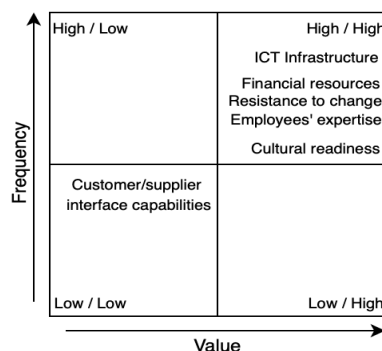 High / Low
High / High
ICT Infrastructure
Financial resources
Resistance to change
Employees' expertise
Cultural readiness
Frequency
Customer/supplier
interface capabilities
Low / Low
Low / High
Value